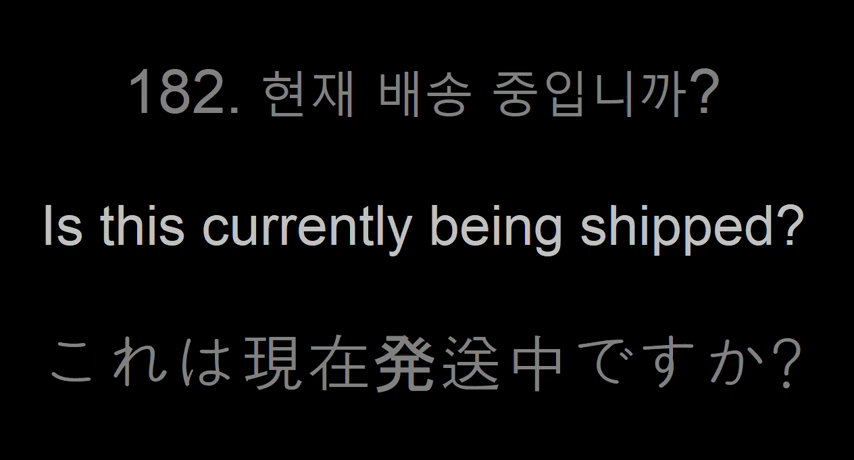 182. 현재 배송 중입니까?
Is this currently being shipped?
これは現在発送中ですか?